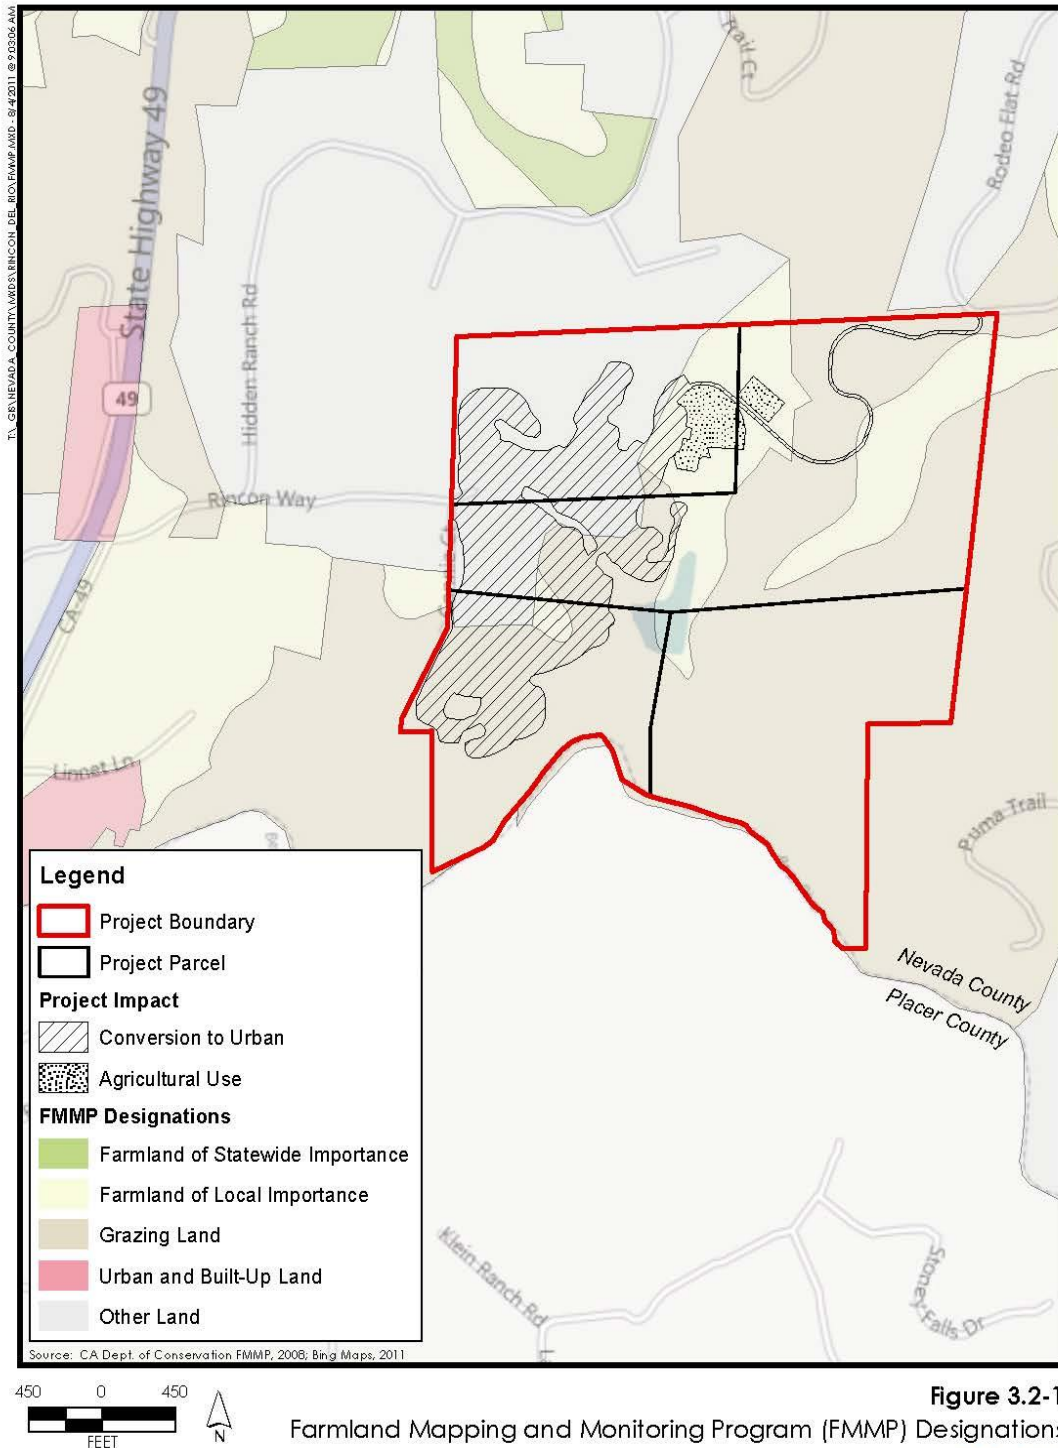 T:\_GIS\NEVADA_COUNTY\MXDS\RINCON_DEL_RIO\FMMP.MXD - 8/4/2011 @ 9:03:06 AM
State Highway 49
Trail Ct
Rodeo Flat Rd
Hidden Ranch Rd
49
Rincon Way
CA-49
Linnet Ln
Puma Trail
Nevada County
Placer County
Klein Ranch Rd
Stoney Falls Dr
Legend
Project Boundary
Project Parcel
Project Impact
Conversion to Urban
Agricultural Use
FMMP Designations
Farmland of Statewide Importance
Farmland of Local Importance
Grazing Land
Urban and Built-Up Land
Other Land
Source: CA Dept. of Conservation FMMP, 2008; Bing Maps, 2011
450 0 450
FEET
N
Figure 3.2-1
Farmland Mapping and Monitoring Program (FMMP) Designations